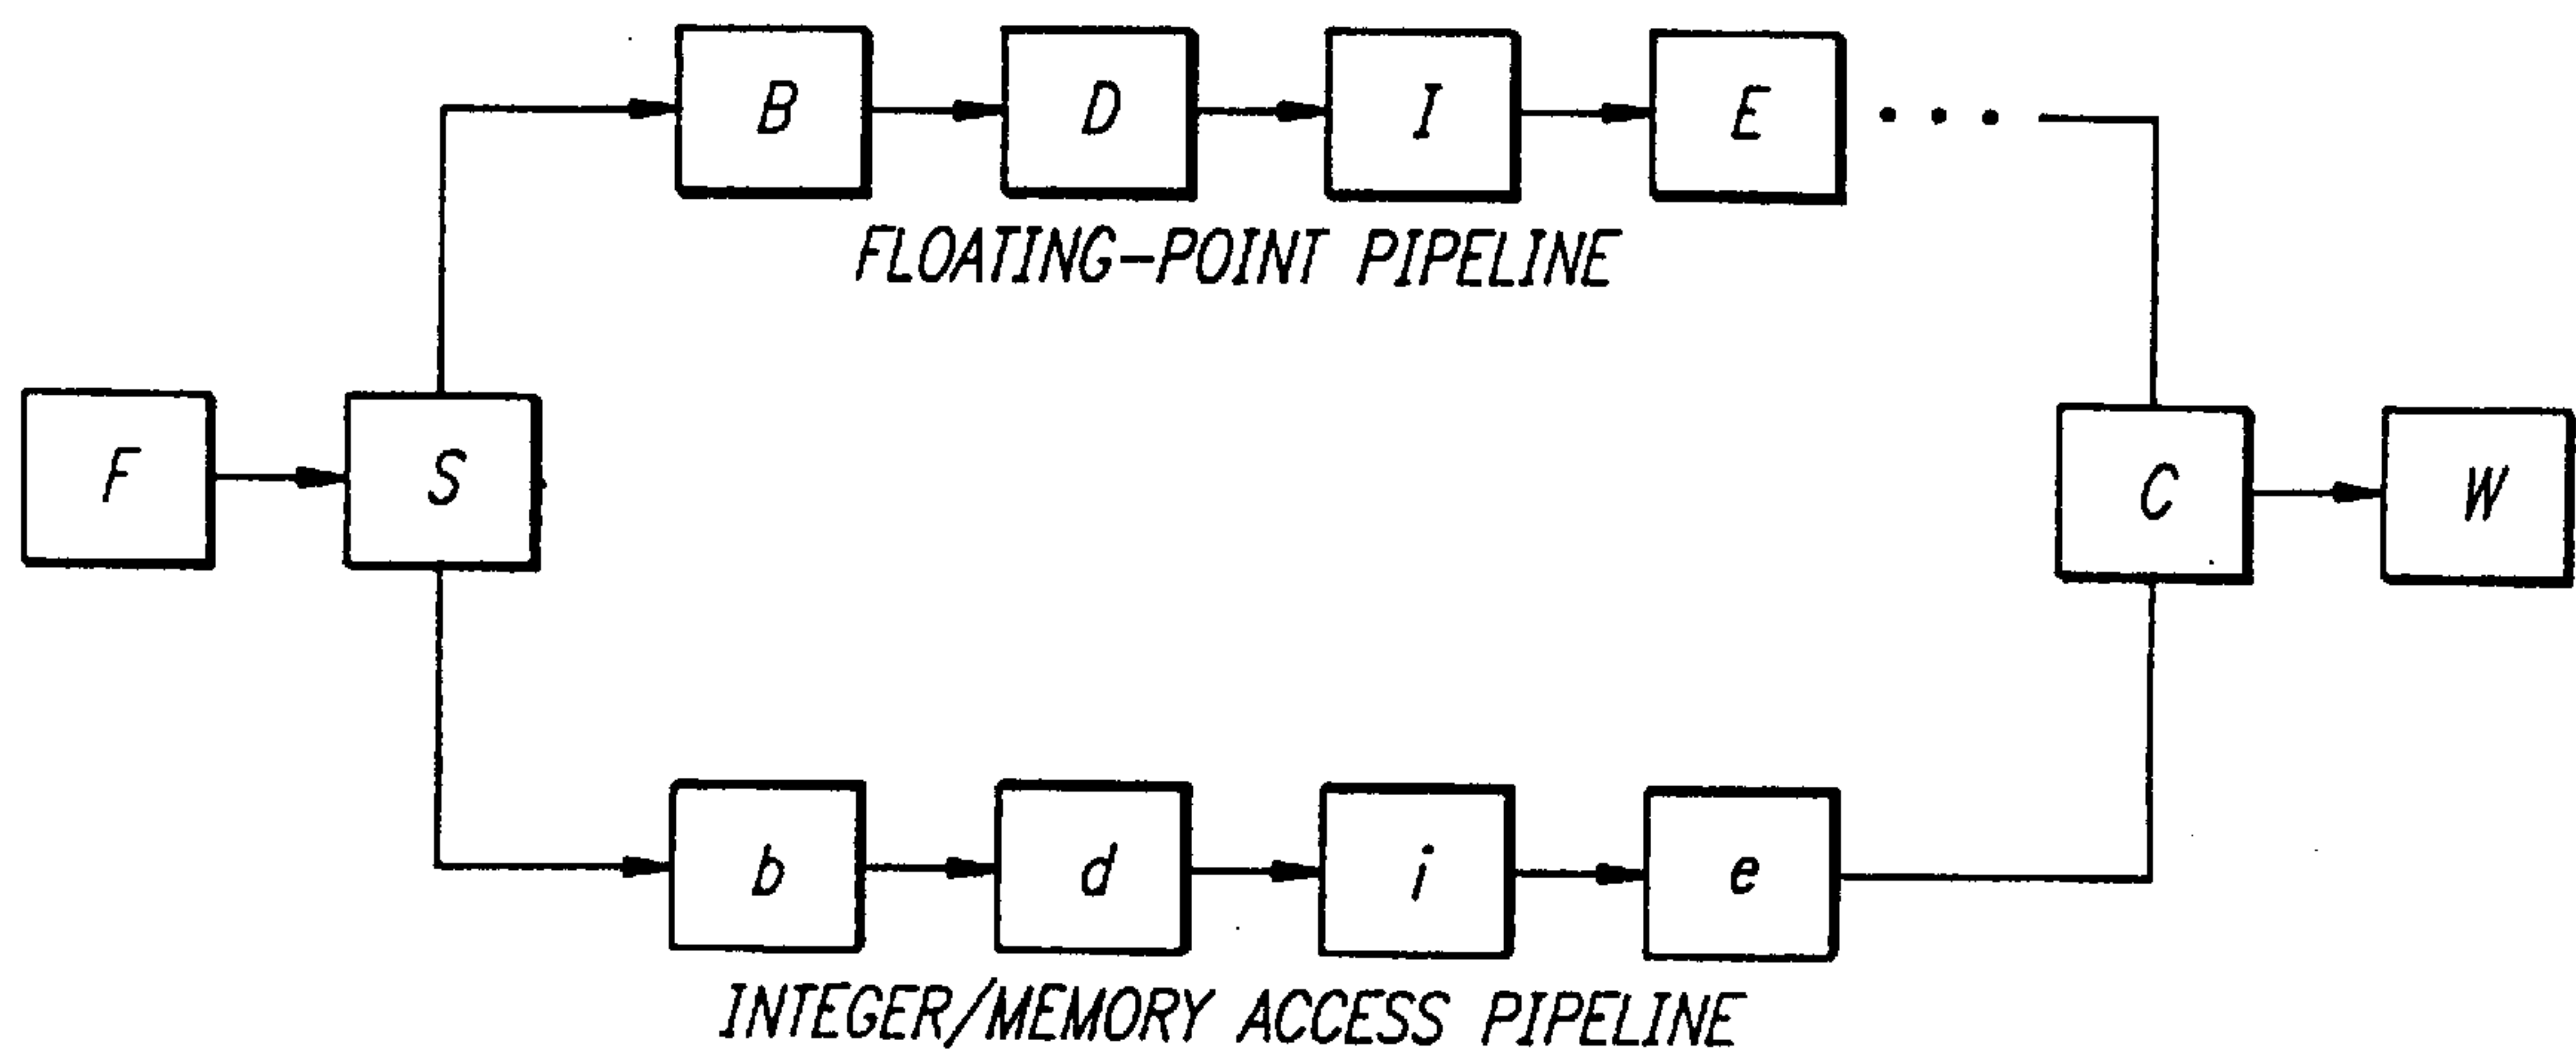 B D I E
FLOATING-POINT PIPELINE
F S C W
b d i e
INTEGER/MEMORY ACCESS PIPELINE